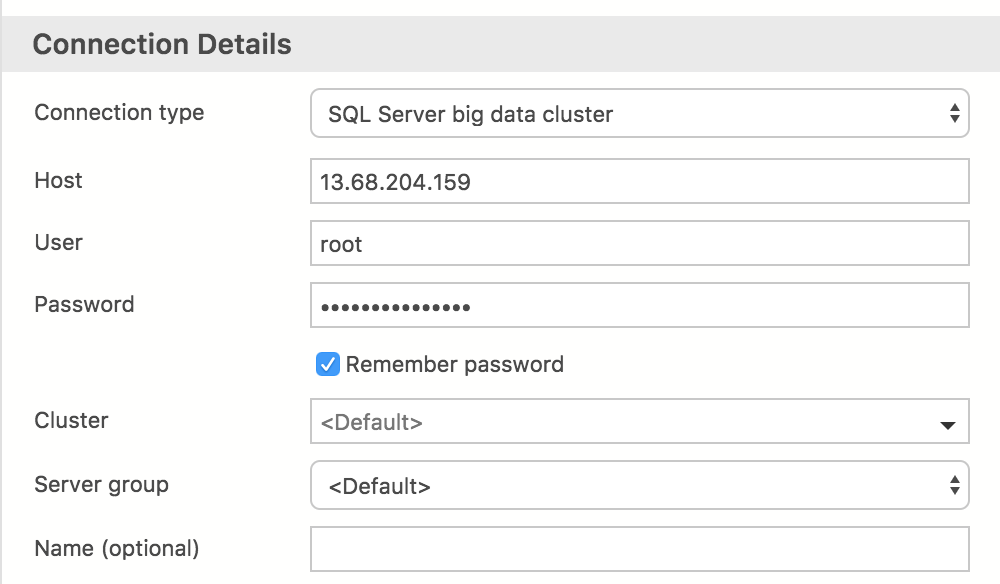 Connection Details
Connection type SQL Server big data cluster
Host 13.68.204.159
User root
Password •••••••••••••••
Remember password
Cluster <Default>
Server group <Default>
Name (optional)